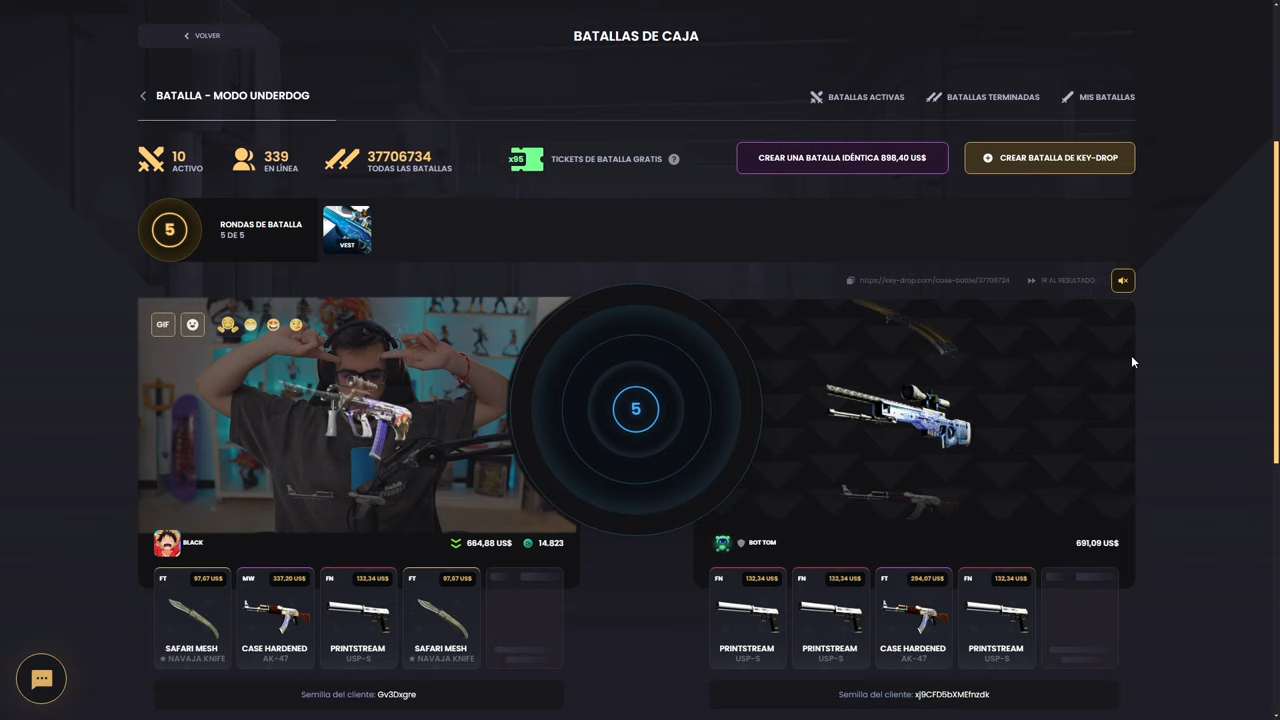 VOLVER
BATALLAS DE CAJA
BATALLA - MODO UNDERDOG
BATALLAS ACTIVAS
BATALLAS TERMINADAS
MIS BATALLAS
10
ACTIVO
339
EN LÍNEA
37706734
TODAS LAS BATALLAS
x95
TICKETS DE BATALLA GRATIS ?
CREAR UNA BATALLA IDÉNTICA 898,40 US$
CREAR BATALLA DE KEY-DROP
5
RONDAS DE BATALLA
5 DE 5
VEST
https://key-drop.com/case-battle/37706724
IR AL RESULTADO
GIF
5
BLACK
664,88 US$
14.823
BOT TOM
691,09 US$
FT 97,67 US$
SAFARI MESH
★ NAVAJA KNIFE
MW 337,20 US$
CASE HARDENED
AK-47
FN 132,34 US$
PRINTSTREAM
USP-S
FT 97,67 US$
SAFARI MESH
★ NAVAJA KNIFE
FN 132,34 US$
PRINTSTREAM
USP-S
FN 132,34 US$
PRINTSTREAM
USP-S
FT 294,07 US$
CASE HARDENED
AK-47
FN 132,34 US$
PRINTSTREAM
USP-S
Semilla del cliente: Gv3Dxgre
Semilla del cliente: xj9CFD5bXMEfnzdk